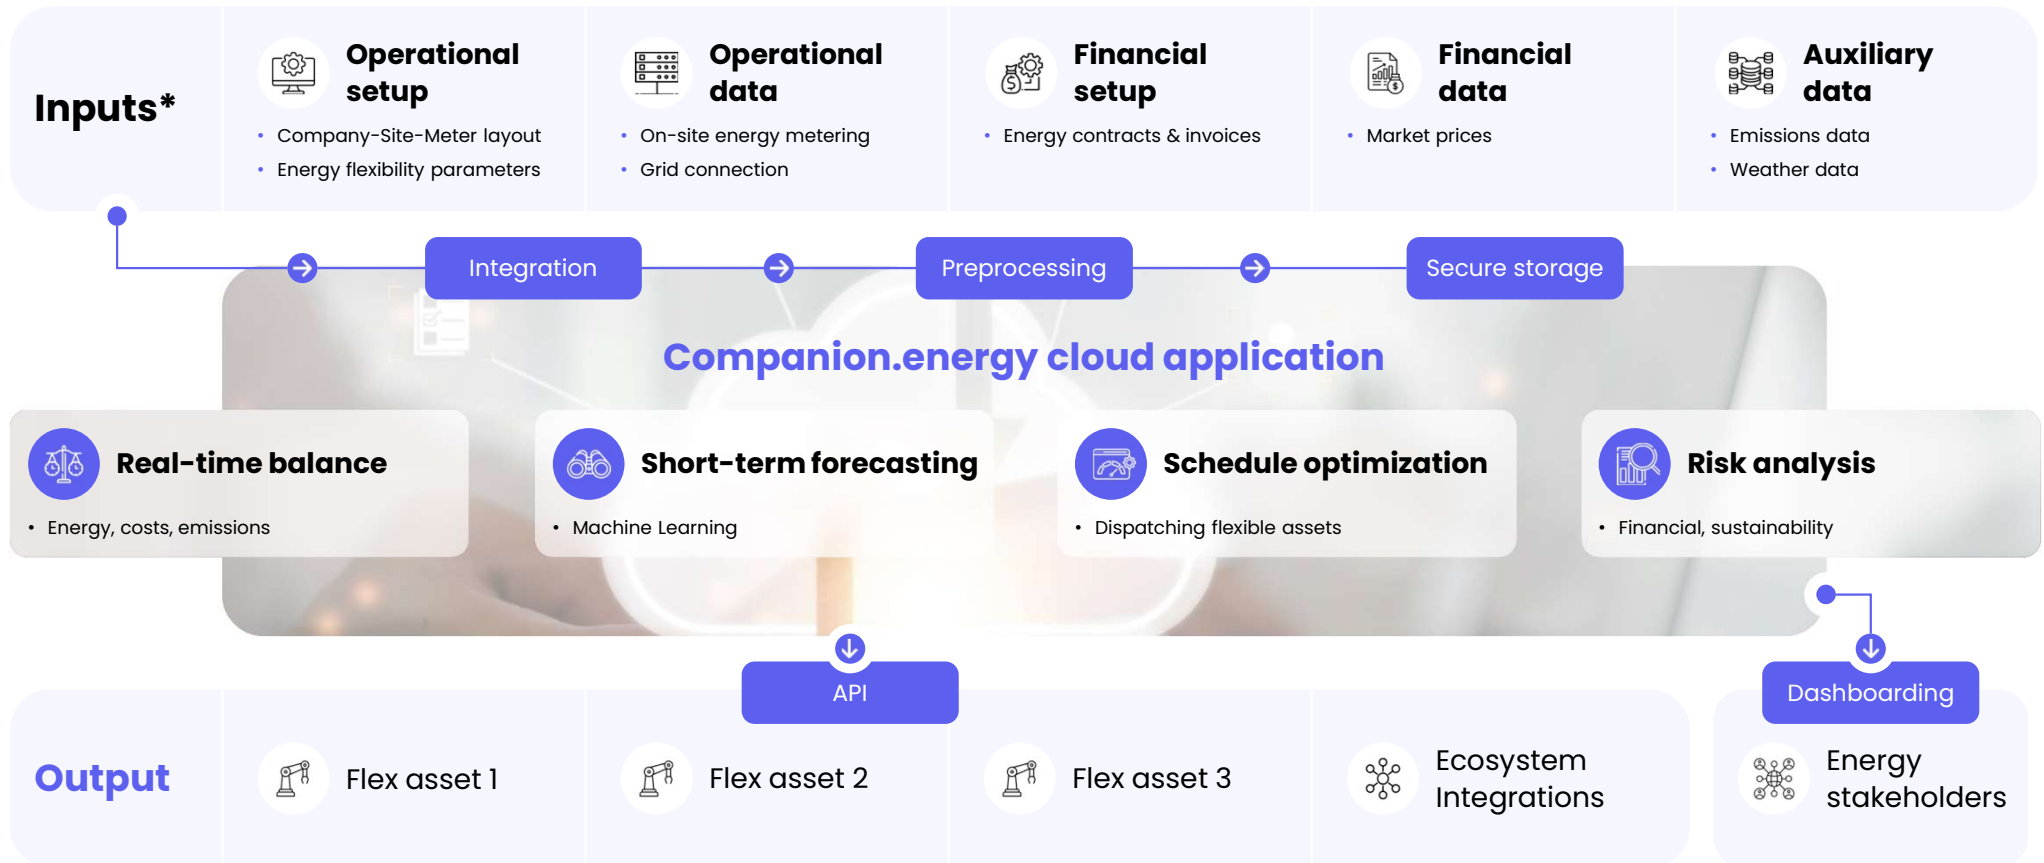 Inputs*
Operational
setup
• Company-Site-Meter layout
• Energy flexibility parameters
Operational
data
• On-site energy metering
• Grid connection
Financial
setup
• Energy contracts & invoices
Financial
data
• Market prices
Auxiliary
data
• Emissions data
• Weather data
Integration
Preprocessing
Secure storage
Companion.energy cloud application
Real-time balance
• Energy, costs, emissions
Short-term forecasting
• Machine Learning
Schedule optimization
• Dispatching flexible assets
Risk analysis
• Financial, sustainability
API
Dashboarding
Output
Flex asset 1
Flex asset 2
Flex asset 3
Ecosystem
Integrations
Energy
stakeholders